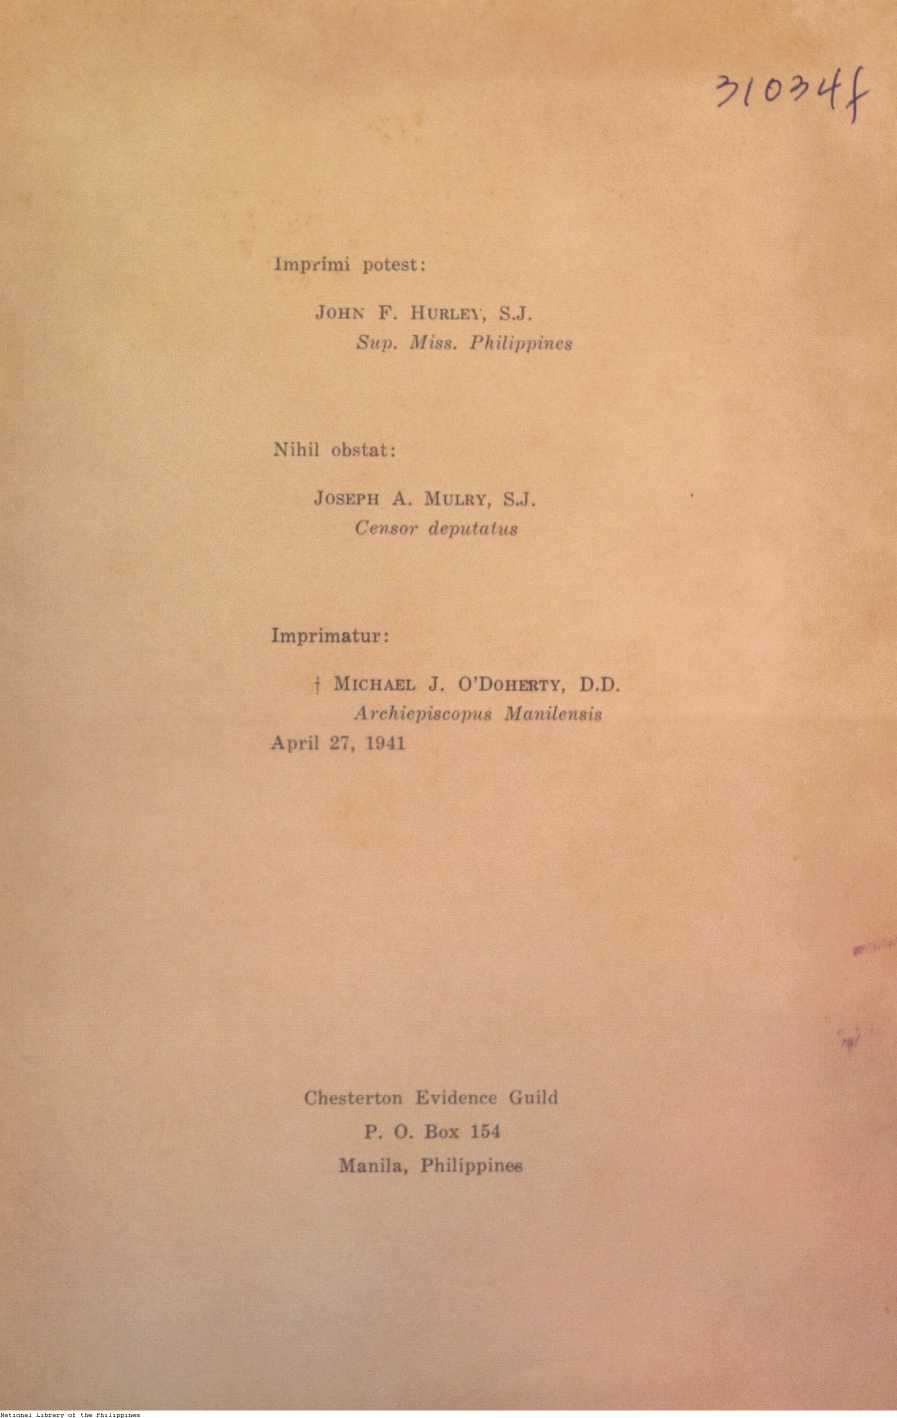 31034f
Imprimi potest:
JOHN F. HURLEY, S.J.
Sup. Miss. Philippines
Nihil obstat:
JOSEPH A. MULRY, S.J.
Censor deputatus
Imprimatur:
† MICHAEL J. O'DOHERTY, D.D.
Archiepiscopus Manilensis
April 27, 1941
Chesterton Evidence Guild
P. O. Box 154
Manila, Philippines
National Library of the Philippines